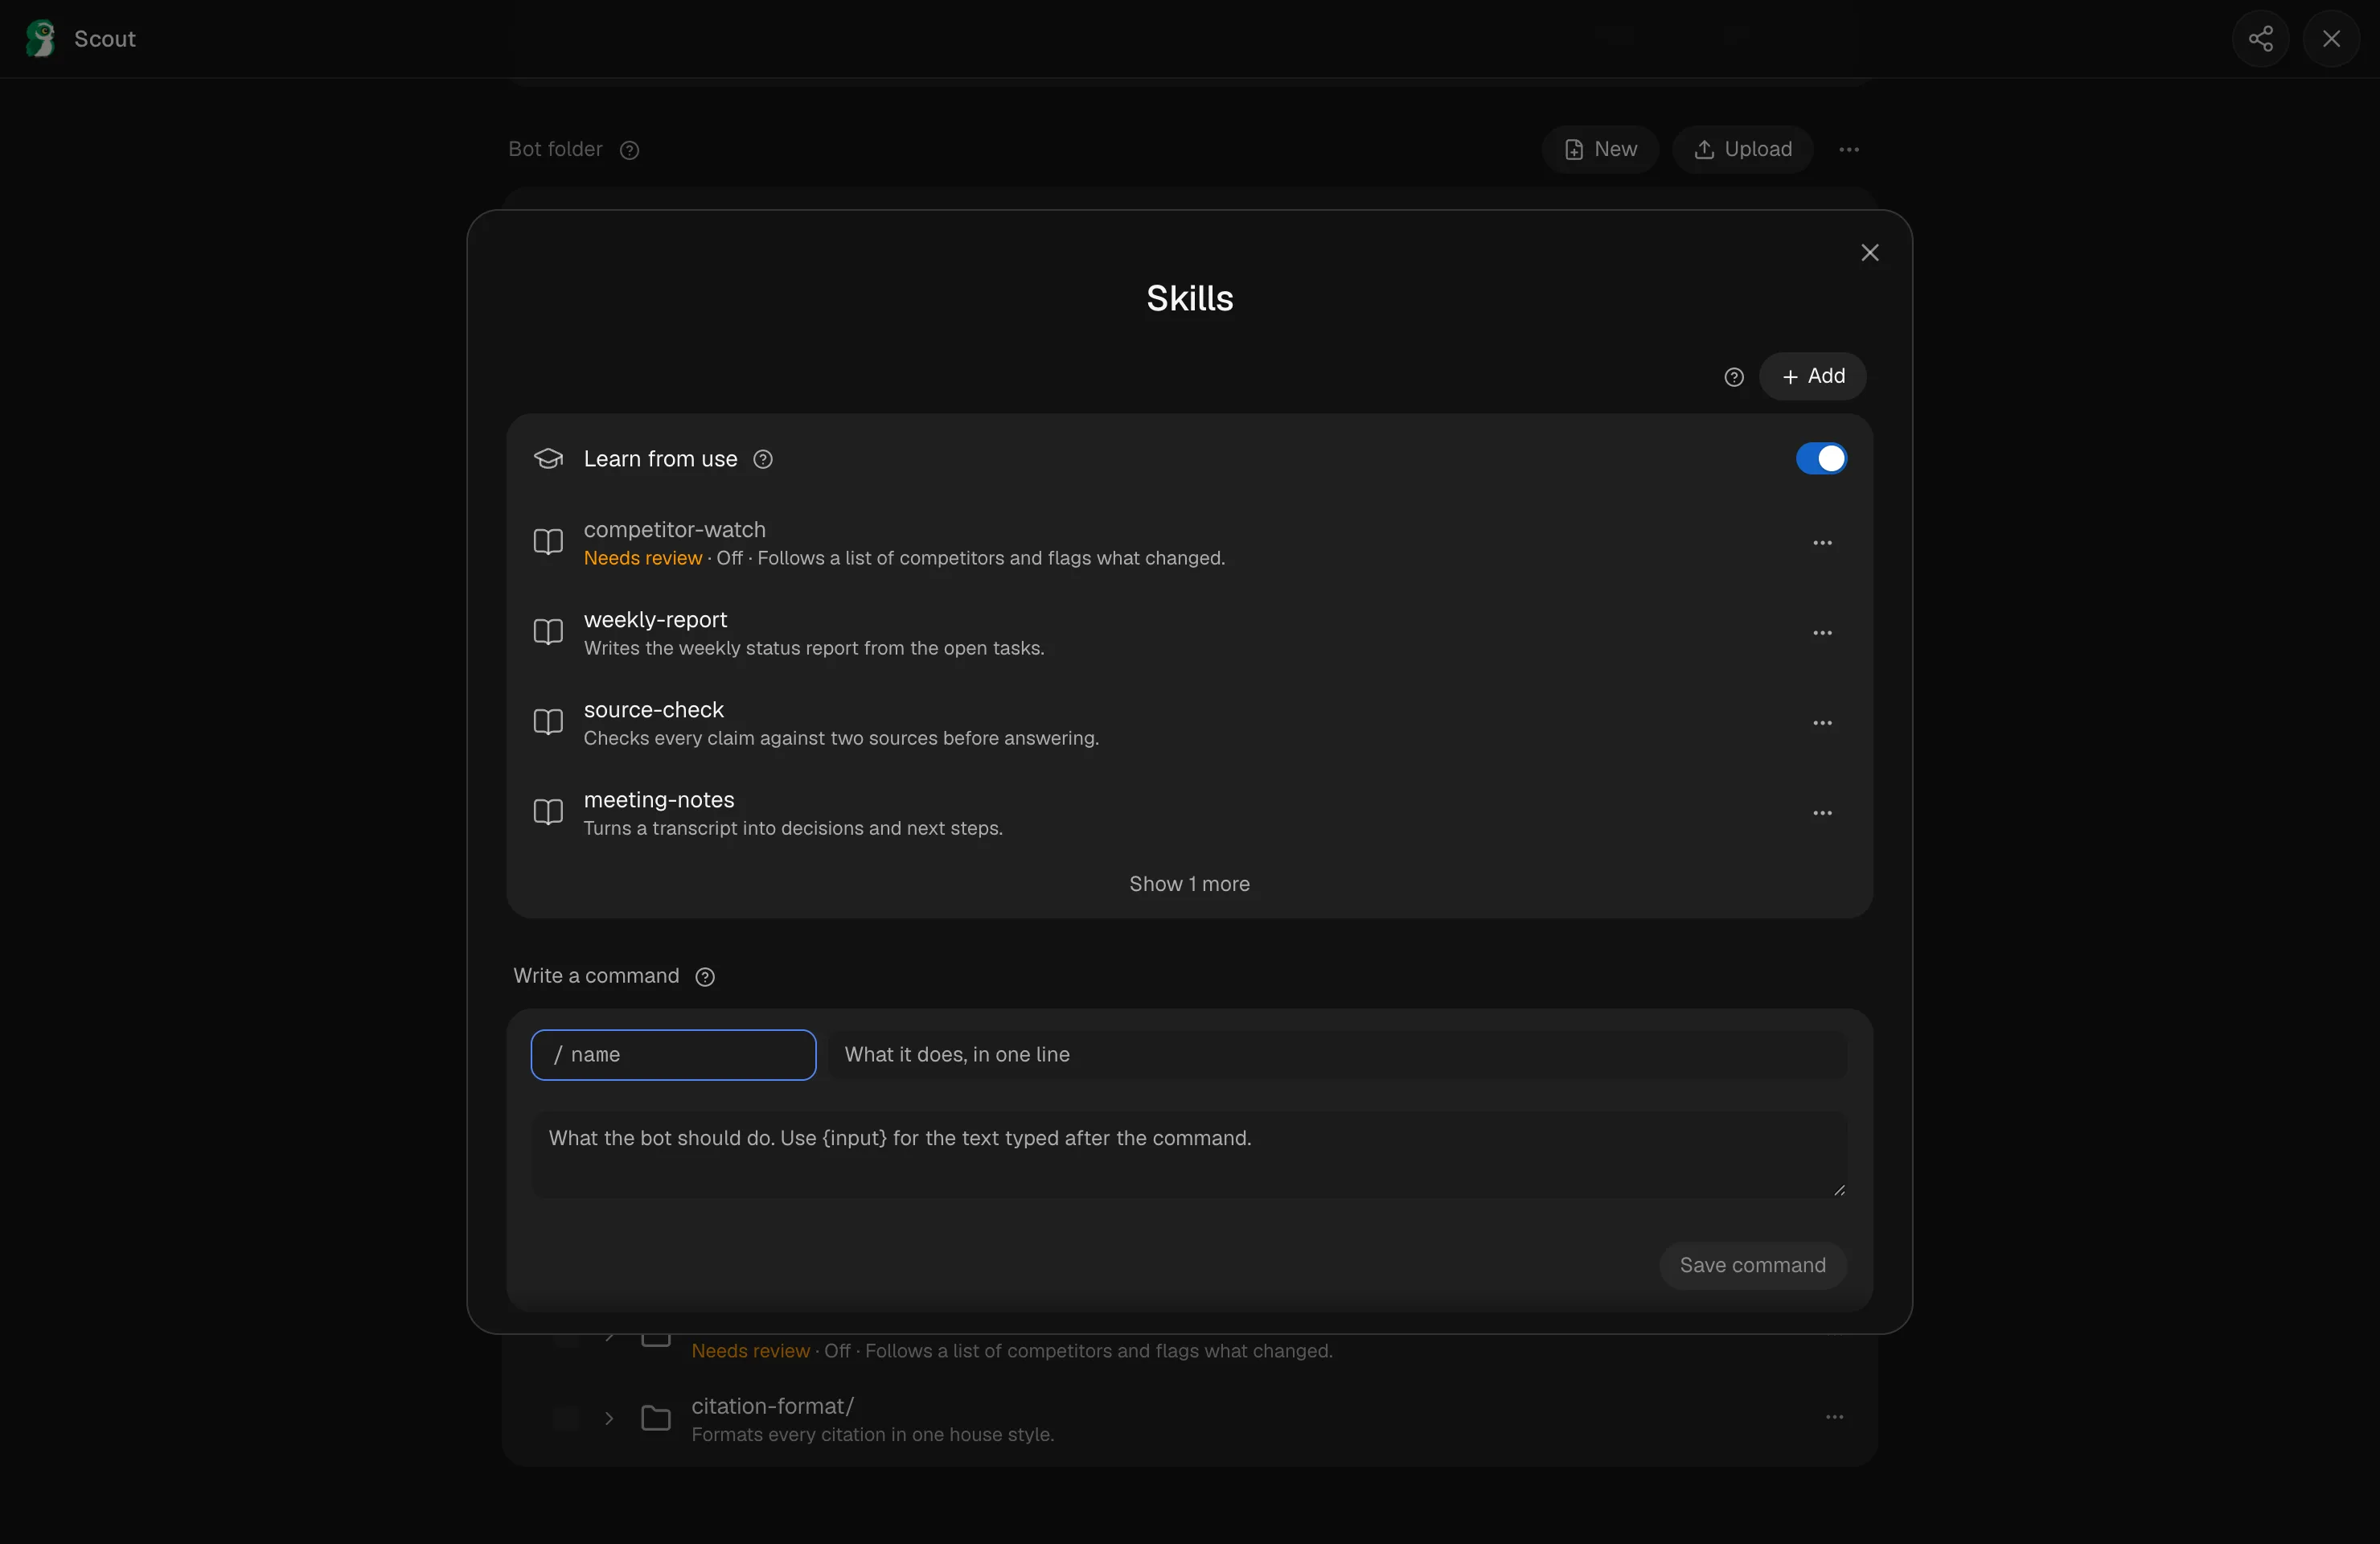 Scout
Bot folder
New
Upload
Skills
Add
Learn from use
competitor-watch
Needs review · Off · Follows a list of competitors and flags what changed.
weekly-report
Writes the weekly status report from the open tasks.
source-check
Checks every claim against two sources before answering.
meeting-notes
Turns a transcript into decisions and next steps.
Show 1 more
Write a command
/ name
What it does, in one line
What the bot should do. Use {input} for the text typed after the command.
Save command
Needs review · Off · Follows a list of competitors and flags what changed.
citation-format/
Formats every citation in one house style.